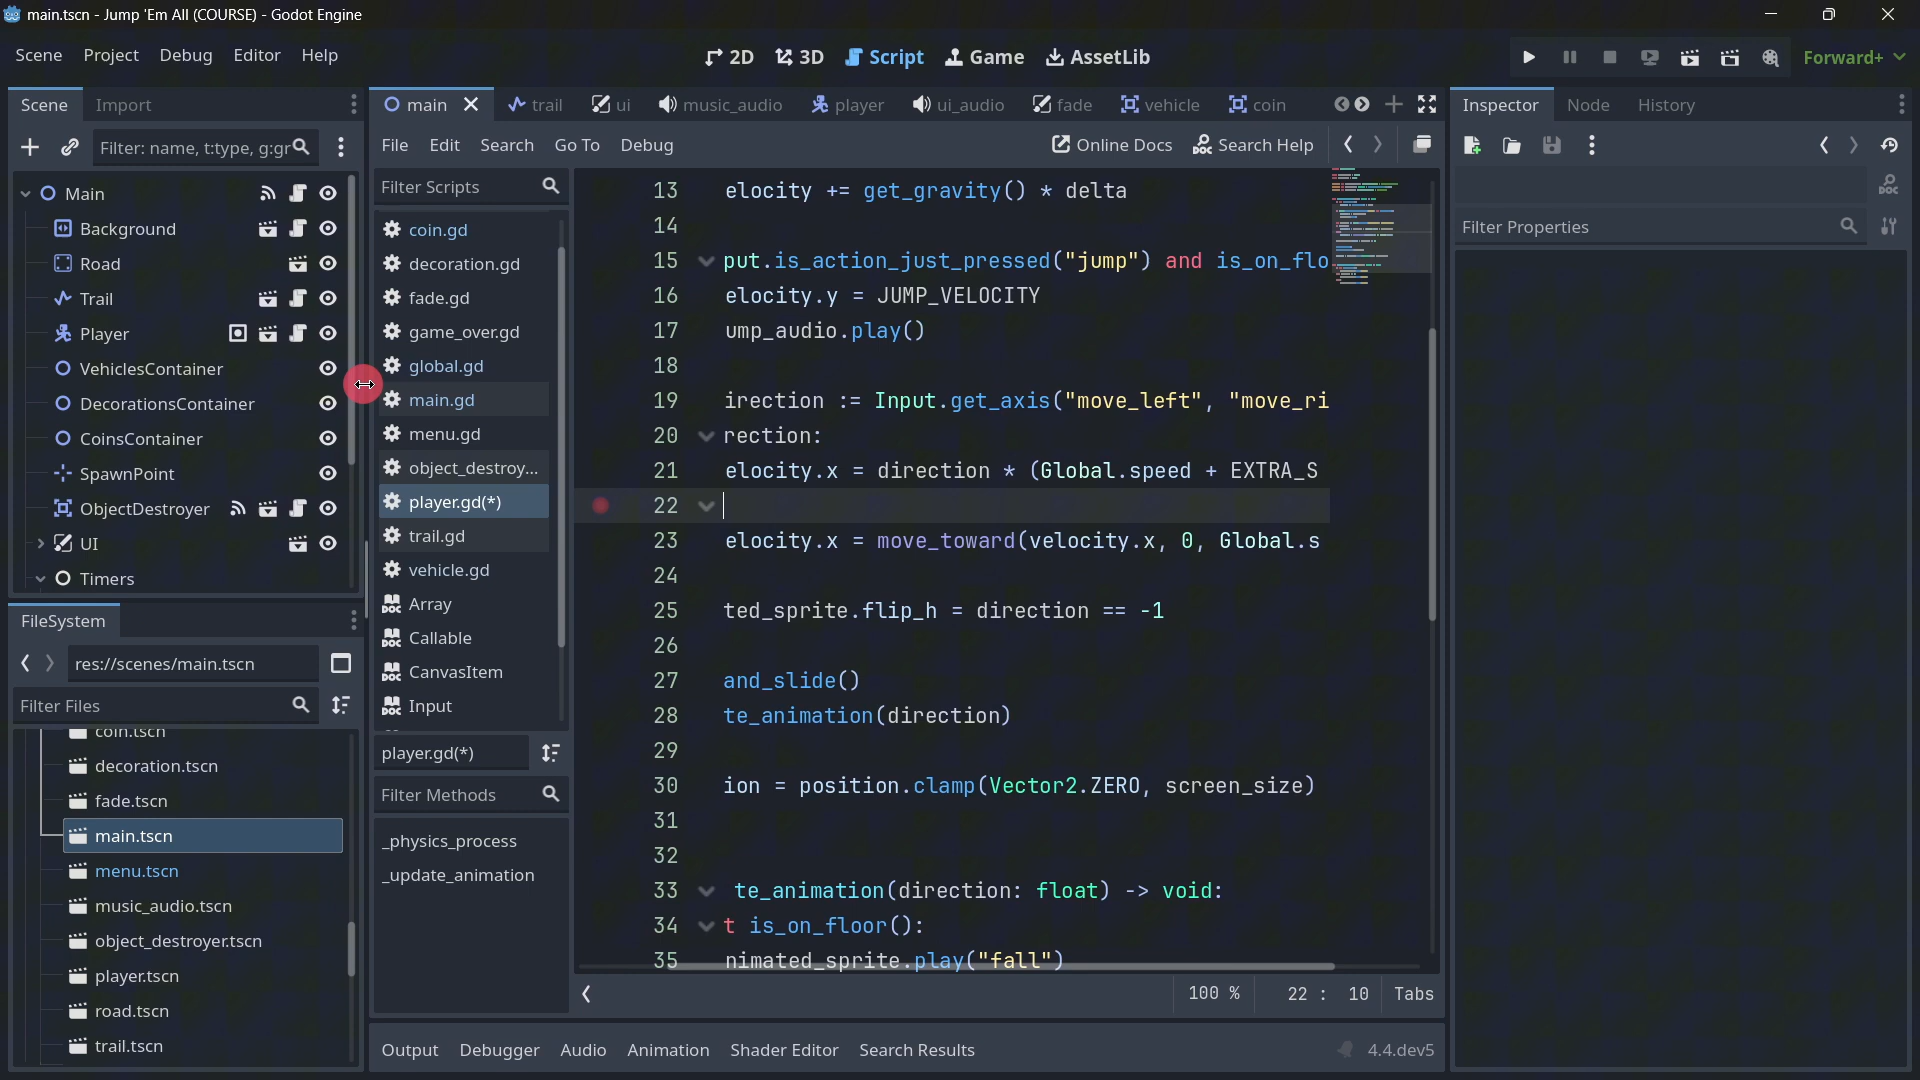 main.tscn - Jump 'Em All (COURSE) - Godot Engine
Scene Project Debug Editor Help
2D 3D Script Game AssetLib
Forward+
Scene Import
Filter: name, t:type, g:gr
Main
Background
Road
Trail
Player
VehiclesContainer
DecorationsContainer
CoinsContainer
SpawnPoint
ObjectDestroyer
UI
Timers
FileSystem
res://scenes/main.tscn
Filter Files
coin.tscn
decoration.tscn
fade.tscn
main.tscn
menu.tscn
music_audio.tscn
object_destroyer.tscn
player.tscn
road.tscn
trail.tscn
main trail ui music_audio player ui_audio fade vehicle coin
File Edit Search Go To Debug
Online Docs Search Help
Filter Scripts
coin.gd
decoration.gd
fade.gd
game_over.gd
global.gd
main.gd
menu.gd
object_destroy...
player.gd(*)
trail.gd
vehicle.gd
Array
Callable
CanvasItem
Input
player.gd(*)
Filter Methods
_physics_process
_update_animation
13 elocity += get_gravity() * delta
14
15 put.is_action_just_pressed("jump") and is_on_flo
16 elocity.y = JUMP_VELOCITY
17 ump_audio.play()
18
19 irection := Input.get_axis("move_left", "move_ri
20 rection:
21 elocity.x = direction * (Global.speed + EXTRA_S
22
23 elocity.x = move_toward(velocity.x, 0, Global.s
24
25 ted_sprite.flip_h = direction == -1
26
27 and_slide()
28 te_animation(direction)
29
30 ion = position.clamp(Vector2.ZERO, screen_size)
31
32
33 te_animation(direction: float) -> void:
34 t is_on_floor():
35 nimated_sprite.play("fall")
100 % 22 : 10 Tabs
Output Debugger Audio Animation Shader Editor Search Results
4.4.dev5
Inspector Node History
Filter Properties